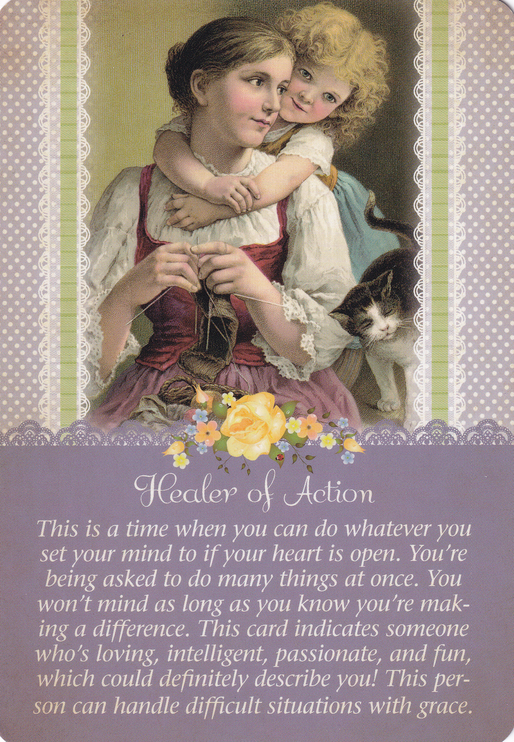 Healer of Action
This is a time when you can do whatever you
set your mind to if your heart is open. You're
being asked to do many things at once. You
won't mind as long as you know you're mak-
ing a difference. This card indicates someone
who's loving, intelligent, passionate, and fun,
which could definitely describe you! This per-
son can handle difficult situations with grace.